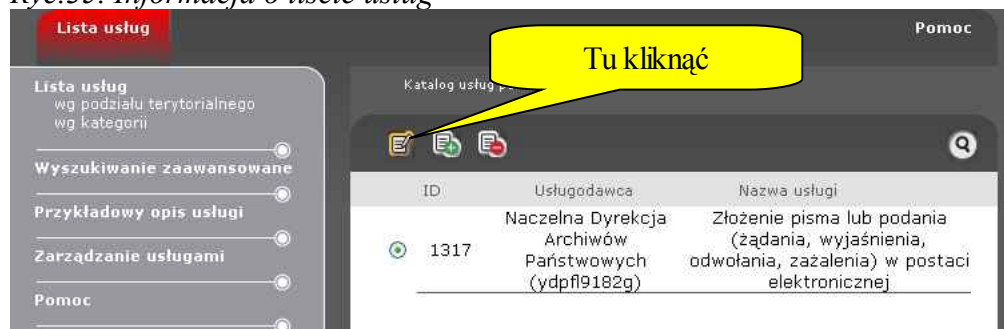 Ryc.35. Informacja o liście usług
Lista usług
Pomoc
Tu kliknąć
Lista usług
wg podziału terytorialnego
wg kategorii
Wyszukiwanie zaawansowane
Przykładowy opis usługi
Zarządzanie usługami
Pomoc
Katalog usług
ID Usługodawca Nazwa usługi
1317
Naczelna Dyrekcja
Archiwów
Państwowych
(ydpfl9182g)
Złożenie pisma lub podania
(żądania, wyjaśnienia,
odwołania, zażalenia) w postaci
elektronicznej